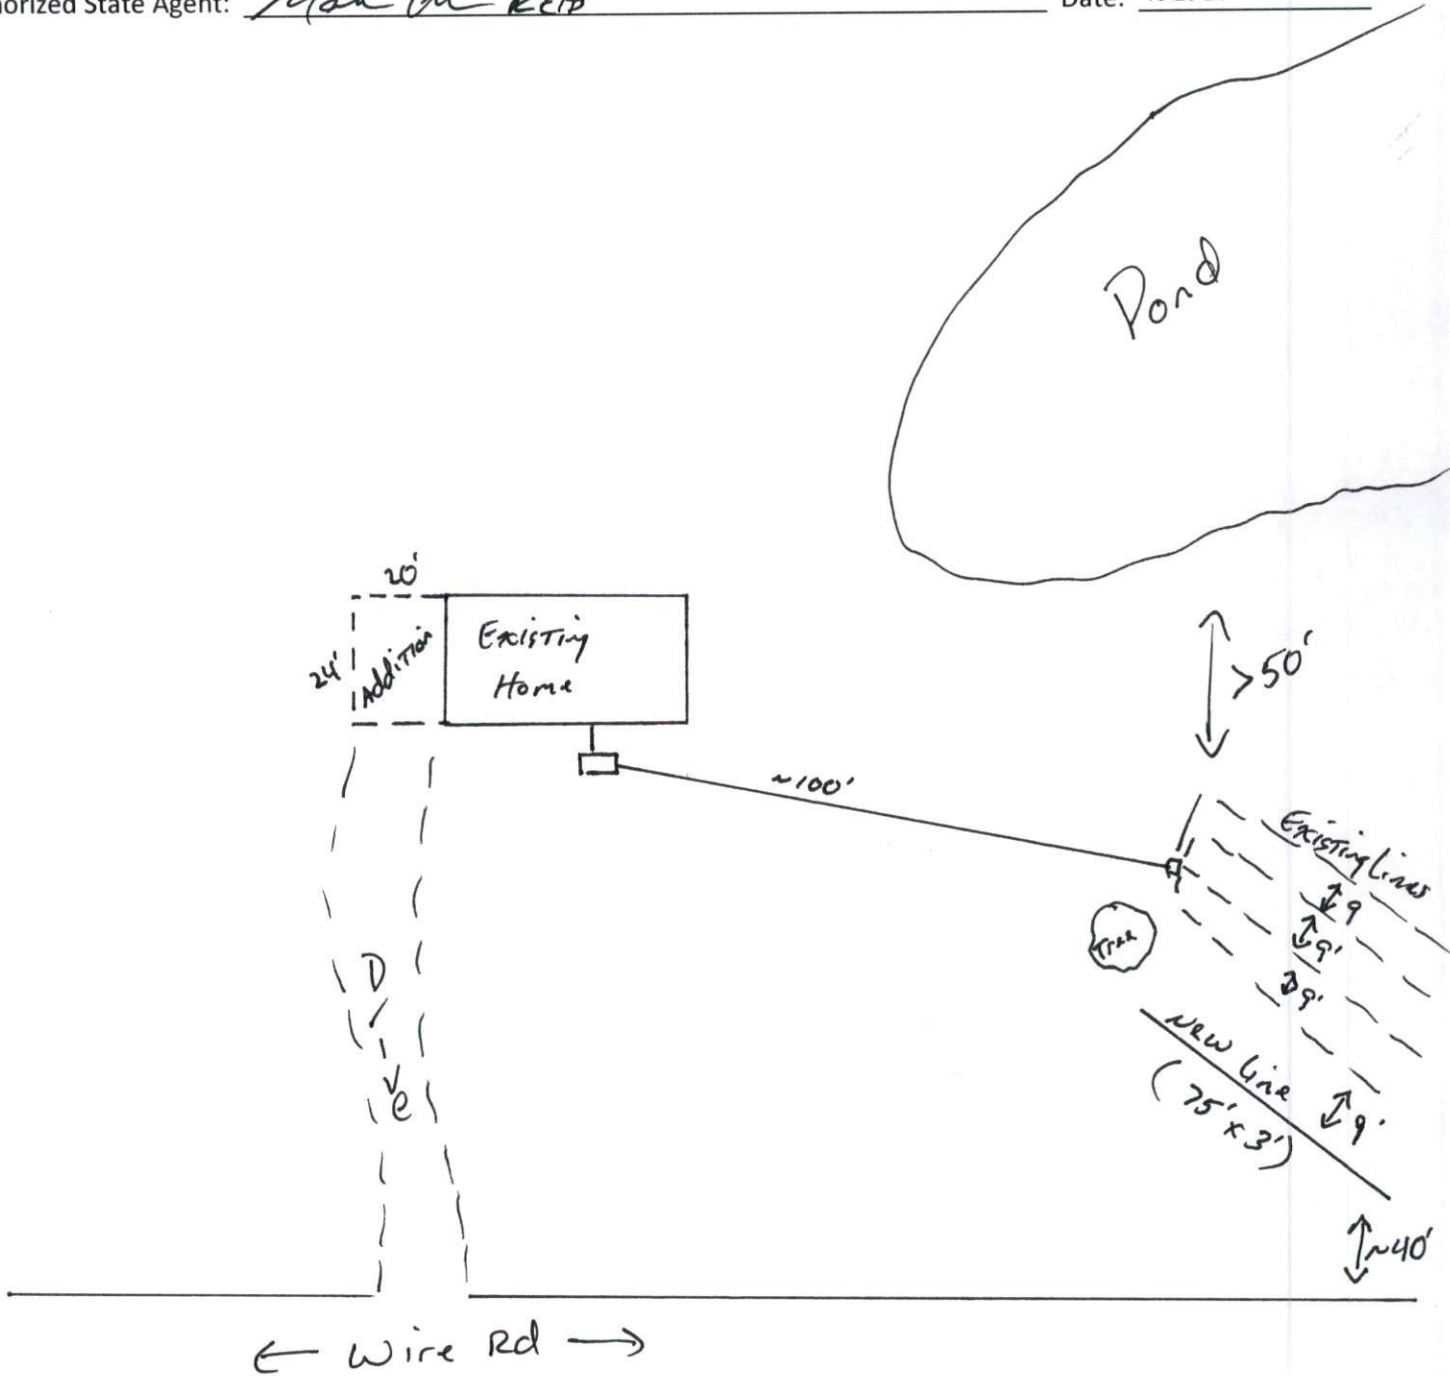 orized State Agent:
Date:
Pond
20'
24'
Addition
Existing
Home
>50'
~100'
Existing Lines
9
9'
9'
Tree
New Line
(75' x 3')
9'
Drive
~40'
← Wire Rd →